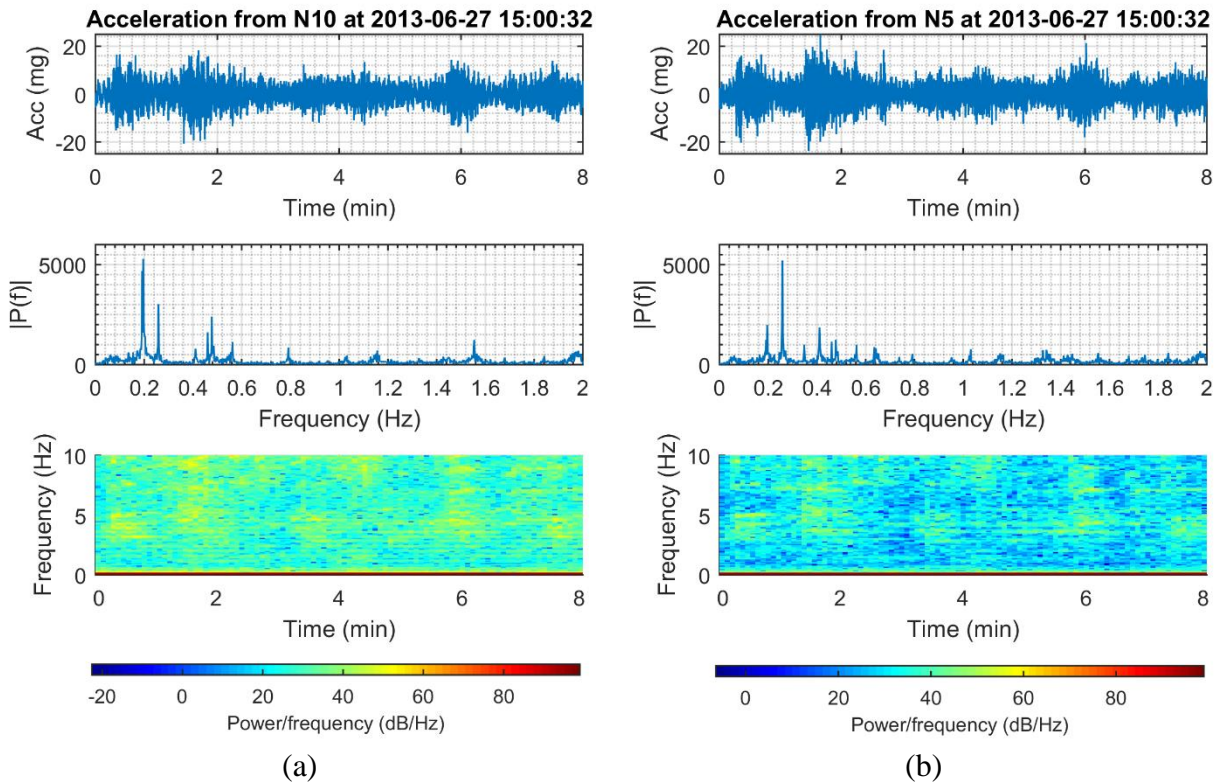 Acceleration from N10 at 2013-06-27 15:00:32
20
0
-20
Acc (mg)
0 2 4 6 8
Time (min)
5000
0
|P(f)|
0 0.2 0.4 0.6 0.8 1 1.2 1.4 1.6 1.8 2
Frequency (Hz)
10
5
0
Frequency (Hz)
0 2 4 6 8
Time (min)
-20 0 20 40 60 80
Power/frequency (dB/Hz)
(a)
Acceleration from N5 at 2013-06-27 15:00:32
20
0
-20
Acc (mg)
0 2 4 6 8
Time (min)
5000
0
|P(f)|
0 0.2 0.4 0.6 0.8 1 1.2 1.4 1.6 1.8 2
Frequency (Hz)
10
5
0
Frequency (Hz)
0 2 4 6 8
Time (min)
0 20 40 60 80
Power/frequency (dB/Hz)
(b)